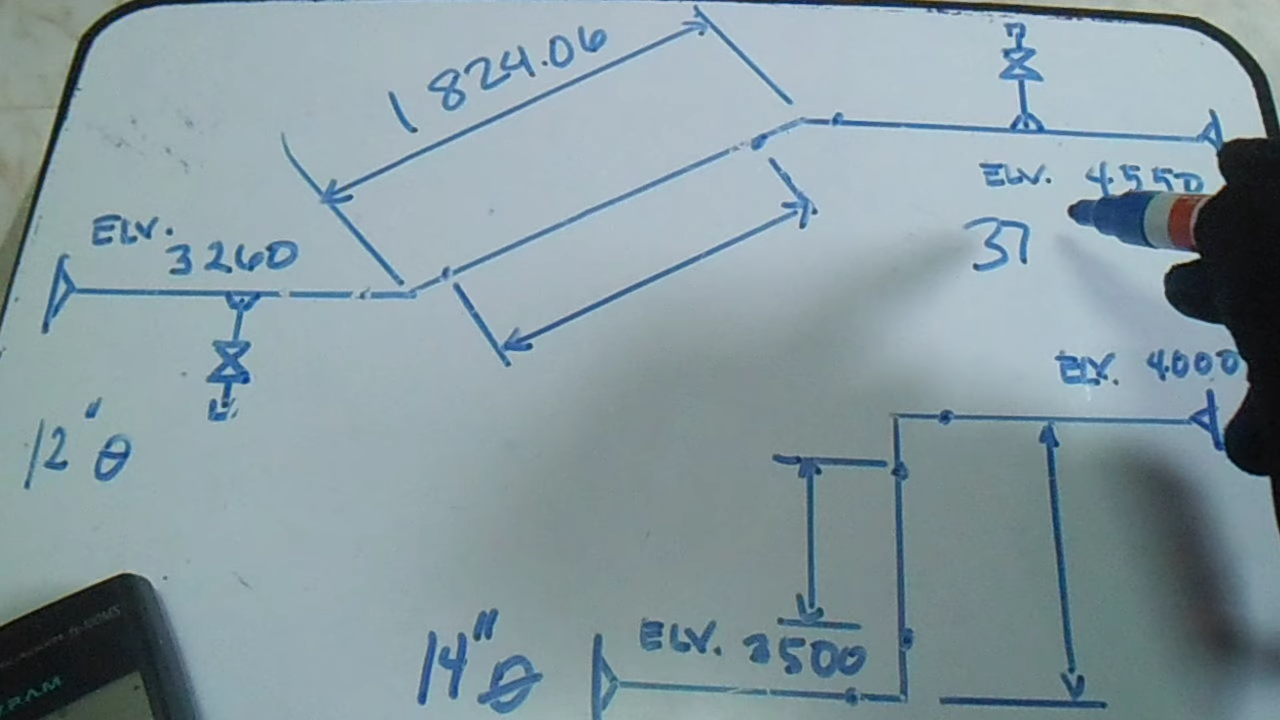 1824.06
ELV. 4550
ELV.
3260
37
ELV. 4000
12" Ø
14" Ø
ELV. 3500